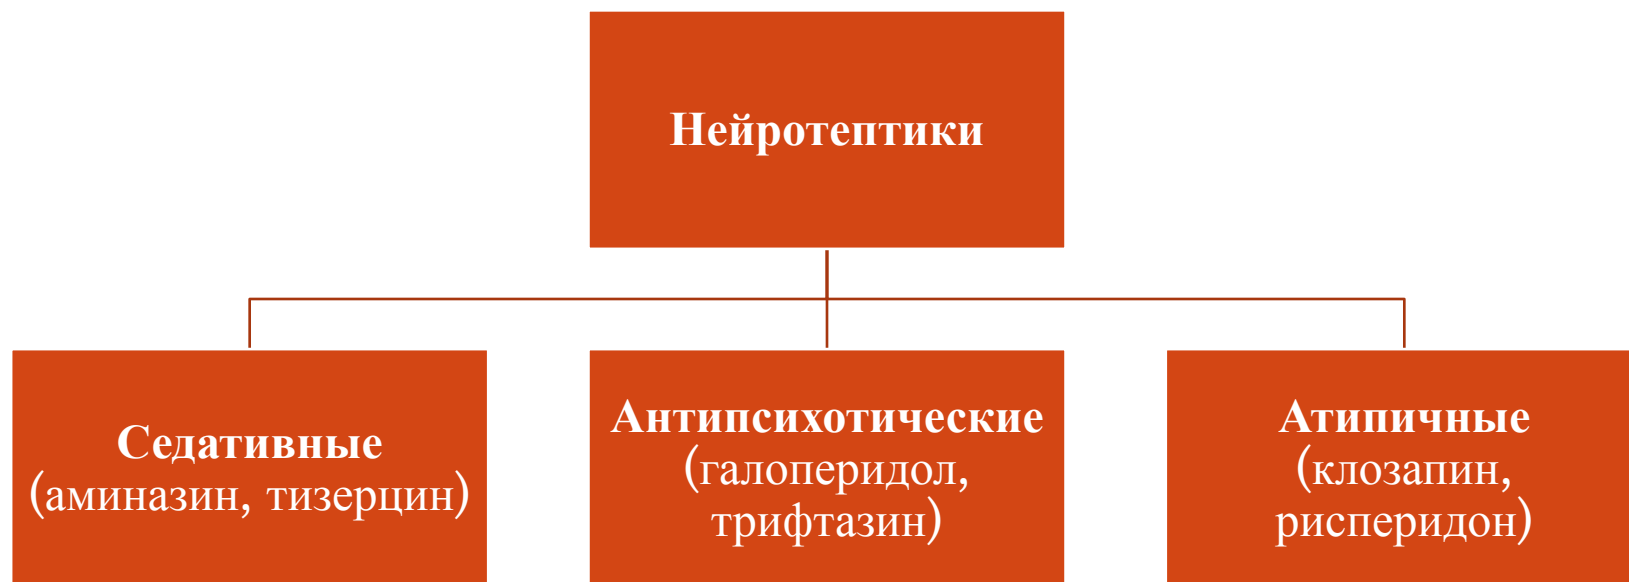 Нейротептики
Седативные
(аминазин, тизерцин)
Антипсихотические
(галоперидол,
трифтазин)
Атипичные
(клозапин,
рисперидон)